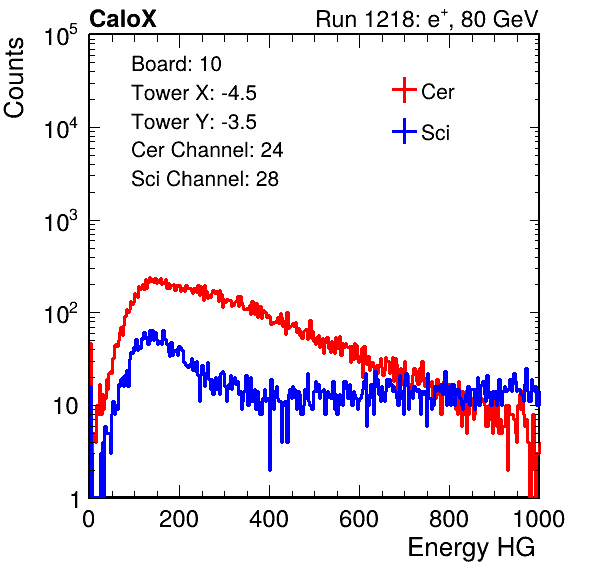 CaloX Run 1218: e⁺, 80 GeV
Counts
10⁵
10⁴
10³
10²
10
1
Board: 10
Tower X: -4.5
Tower Y: -3.5
Cer Channel: 24
Sci Channel: 28
Cer
Sci
0 200 400 600 800 1000
Energy HG